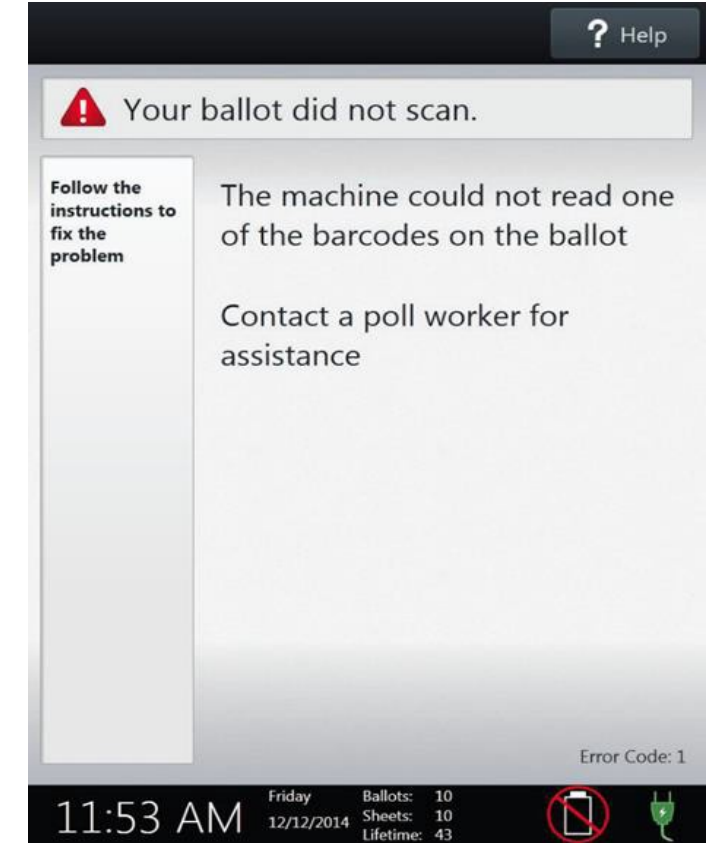 ? Help
Your ballot did not scan.
Follow the
instructions to
fix the
problem
The machine could not read one
of the barcodes on the ballot
Contact a poll worker for
assistance
Error Code: 1
11:53 AM
Friday
12/12/2014
Ballots: 10
Sheets: 10
Lifetime: 43